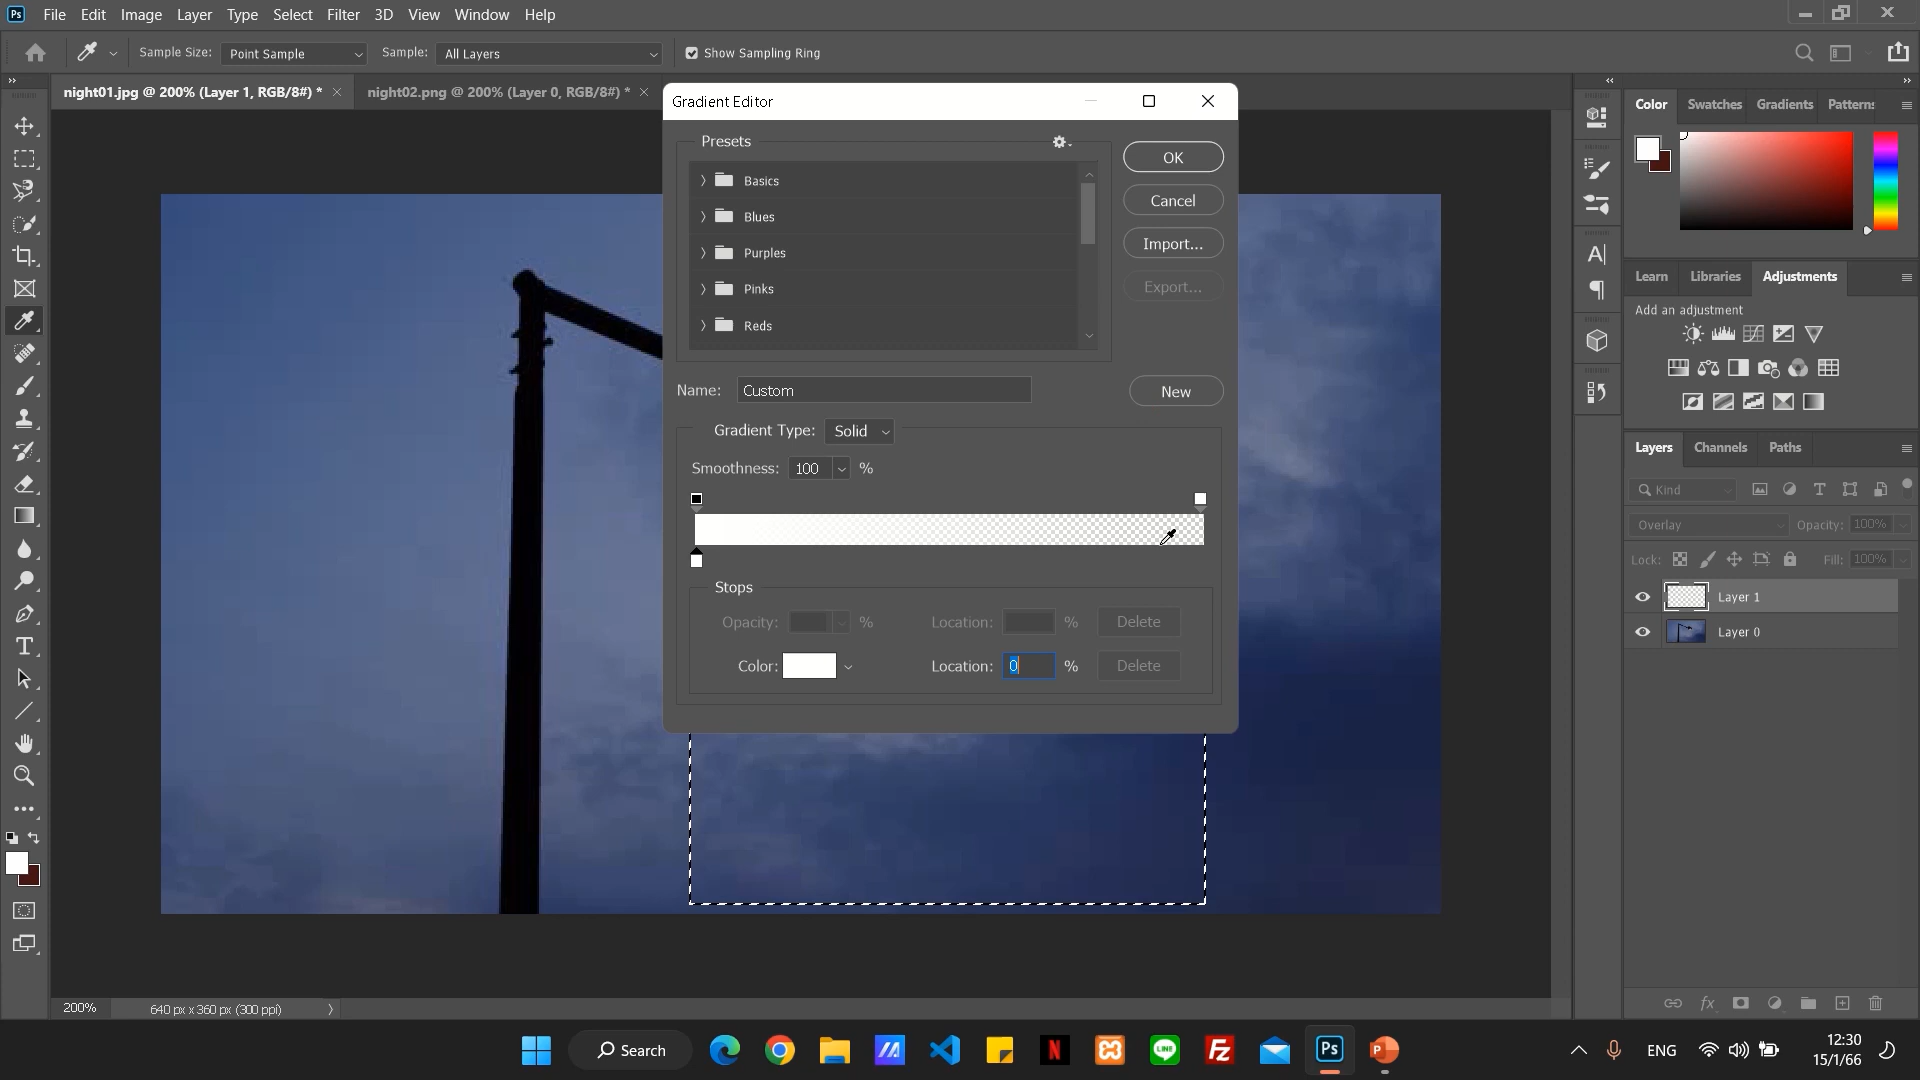 Ps File Edit Image Layer Type Select Filter 3D View Window Help
Sample Size: Point Sample Sample: All Layers Show Sampling Ring
night01.jpg @ 200% (Layer 1, RGB/8#) *
night02.png @ 200% (Layer 0, RGB/8#) *
Gradient Editor
Presets
Basics
Blues
Purples
Pinks
Reds
OK
Cancel
Import...
Export...
Name: Custom
New
Gradient Type: Solid
Smoothness: 100 %
Stops
Opacity: % Location: % Delete
Color: Location: 0 % Delete
Color Swatches Gradients Patterns
Learn Libraries Adjustments
Add an adjustment
Layers Channels Paths
Kind
Overlay Opacity: 100%
Lock: Fill: 100%
Layer 1
Layer 0
fx
200% 640 px x 360 px (300 ppi)
Search
LINE
Fz
Ps
P
ENG
12:30
15/1/66